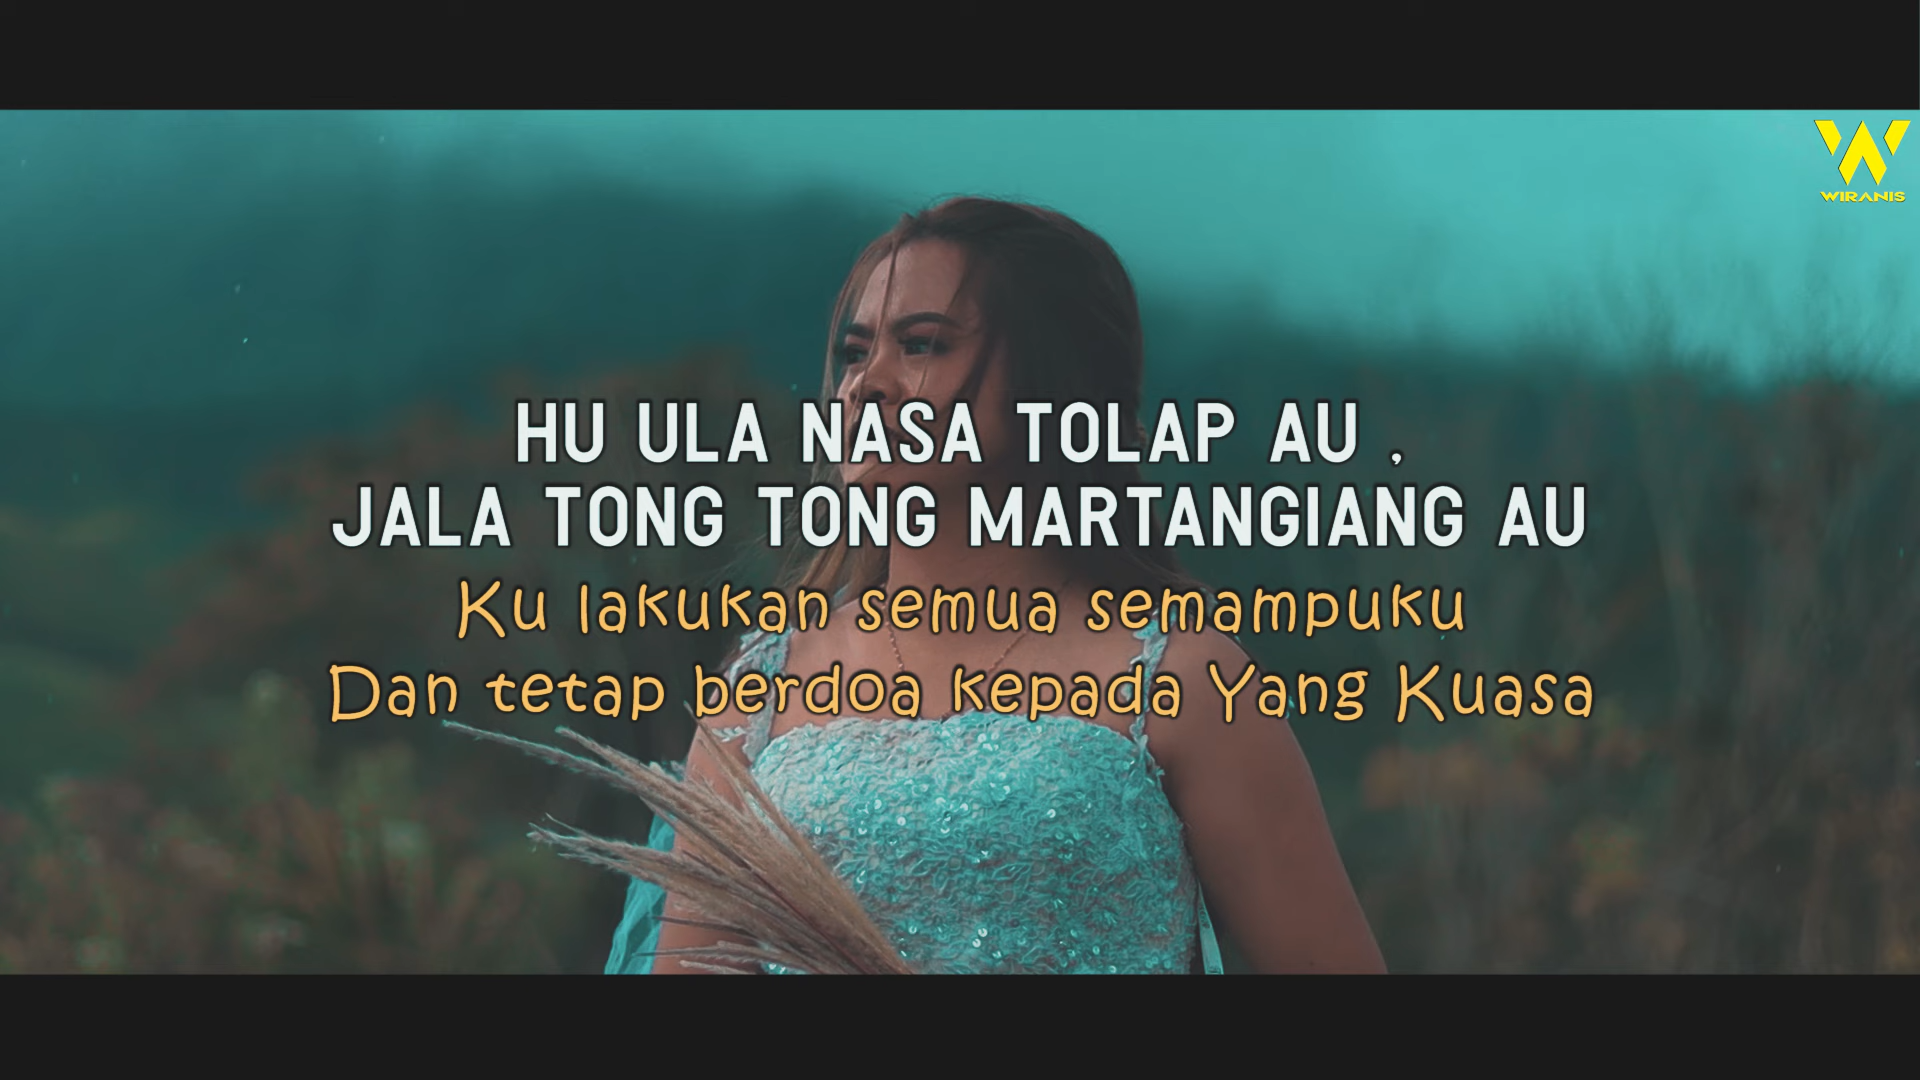 WIRANIS
HU ULA NASA TOLAP AU ,
JALA TONG TONG MARTANGIANG AU
Ku lakukan semua semampuku
Dan tetap berdoa kepada Yang Kuasa